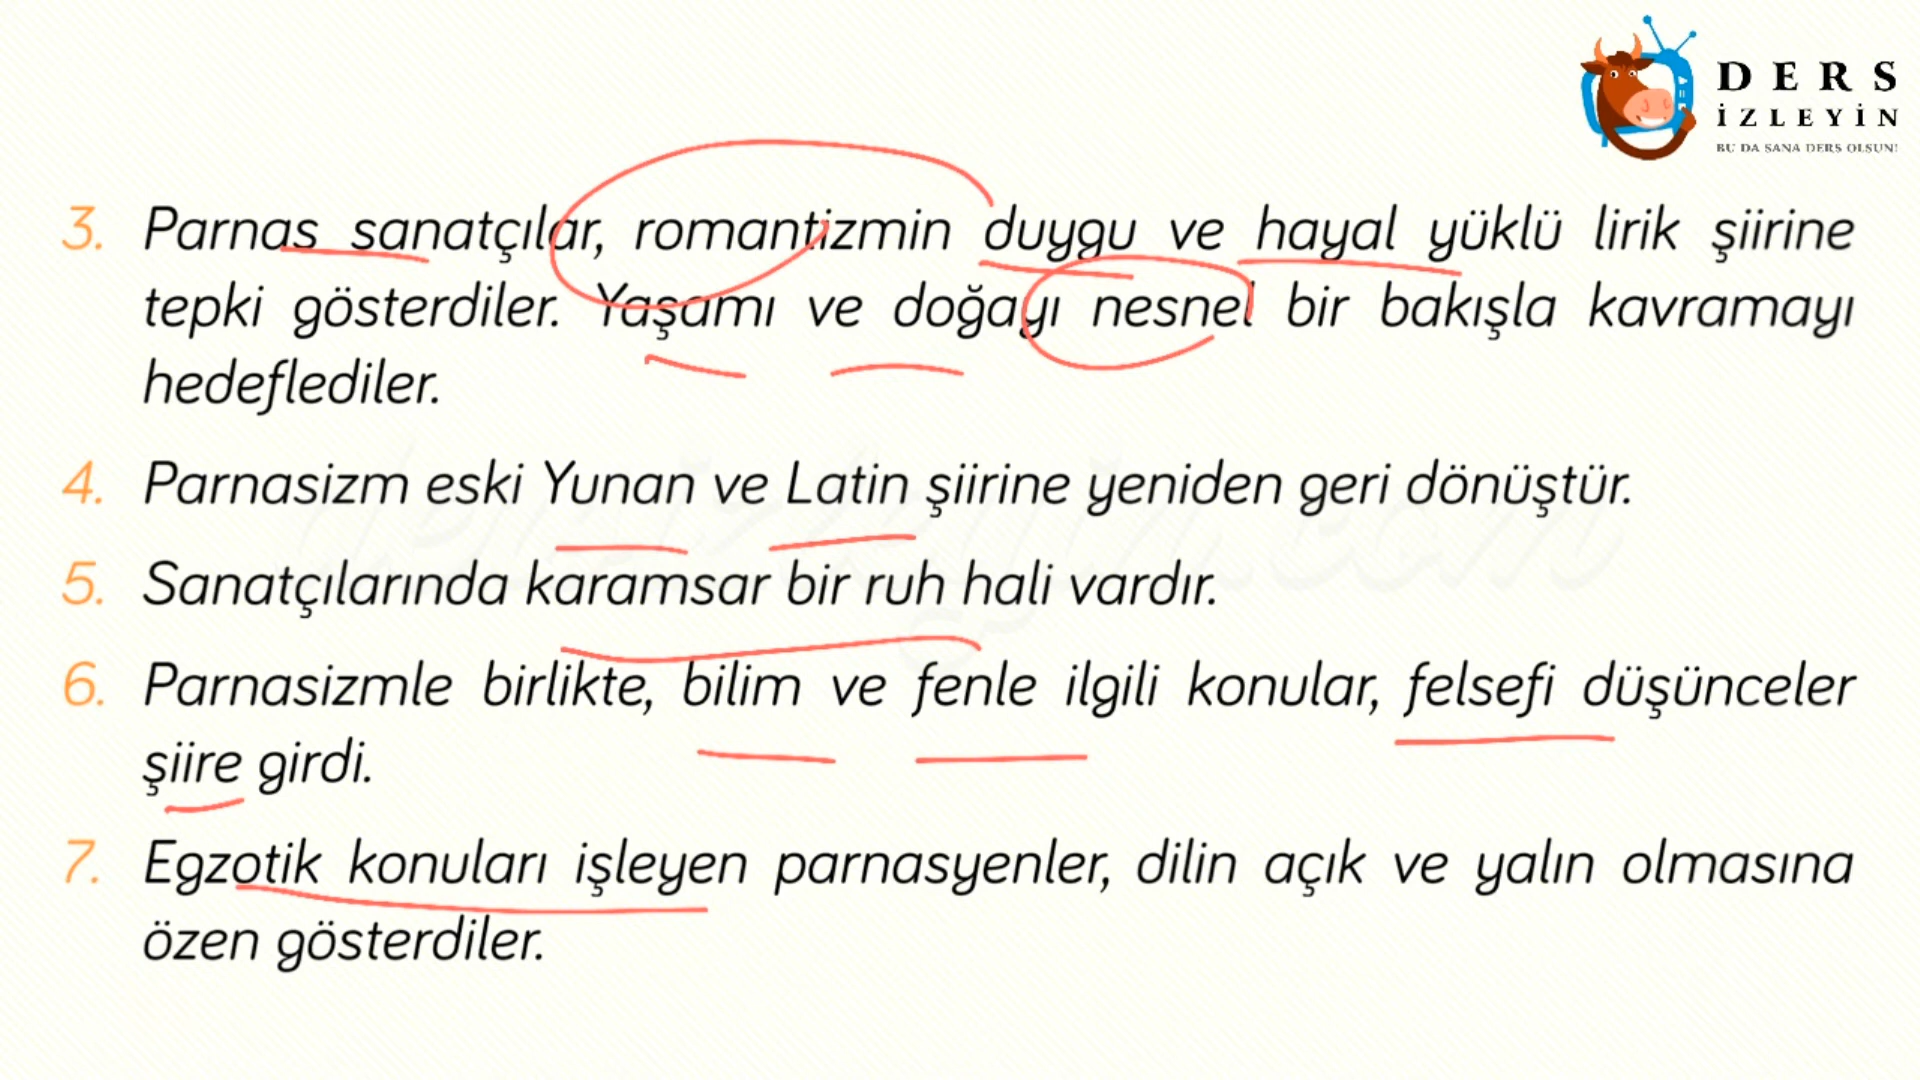 DERS
İZLEYİN
BU DA SANA DERS OLSUN!
3. Parnas sanatçılar, romantizmin duygu ve hayal yüklü lirik şiirine
tepki gösterdiler. Yaşamı ve doğayı nesnel bir bakışla kavramayı
hedeflediler.
4. Parnasizm eski Yunan ve Latin şiirine yeniden geri dönüştür.
5. Sanatçılarında karamsar bir ruh hali vardır.
6. Parnasizmle birlikte, bilim ve fenle ilgili konular, felsefi düşünceler
şiire girdi.
7. Egzotik konuları işleyen parnasyenler, dilin açık ve yalın olmasına
özen gösterdiler.
dersizleyin.com